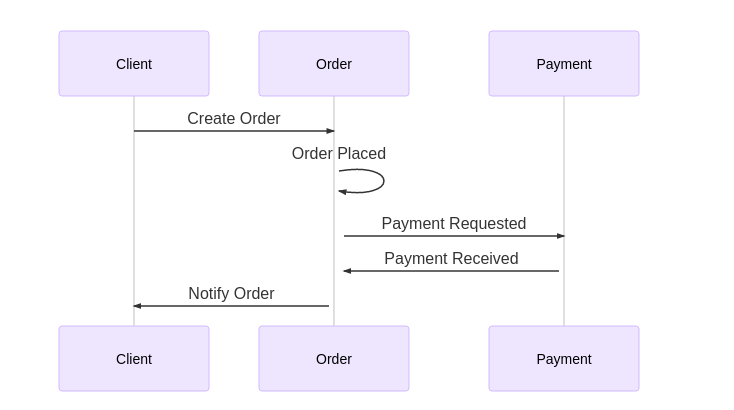 Client
Order
Payment
Create Order
Order Placed
Payment Requested
Payment Received
Notify Order
Client
Order
Payment